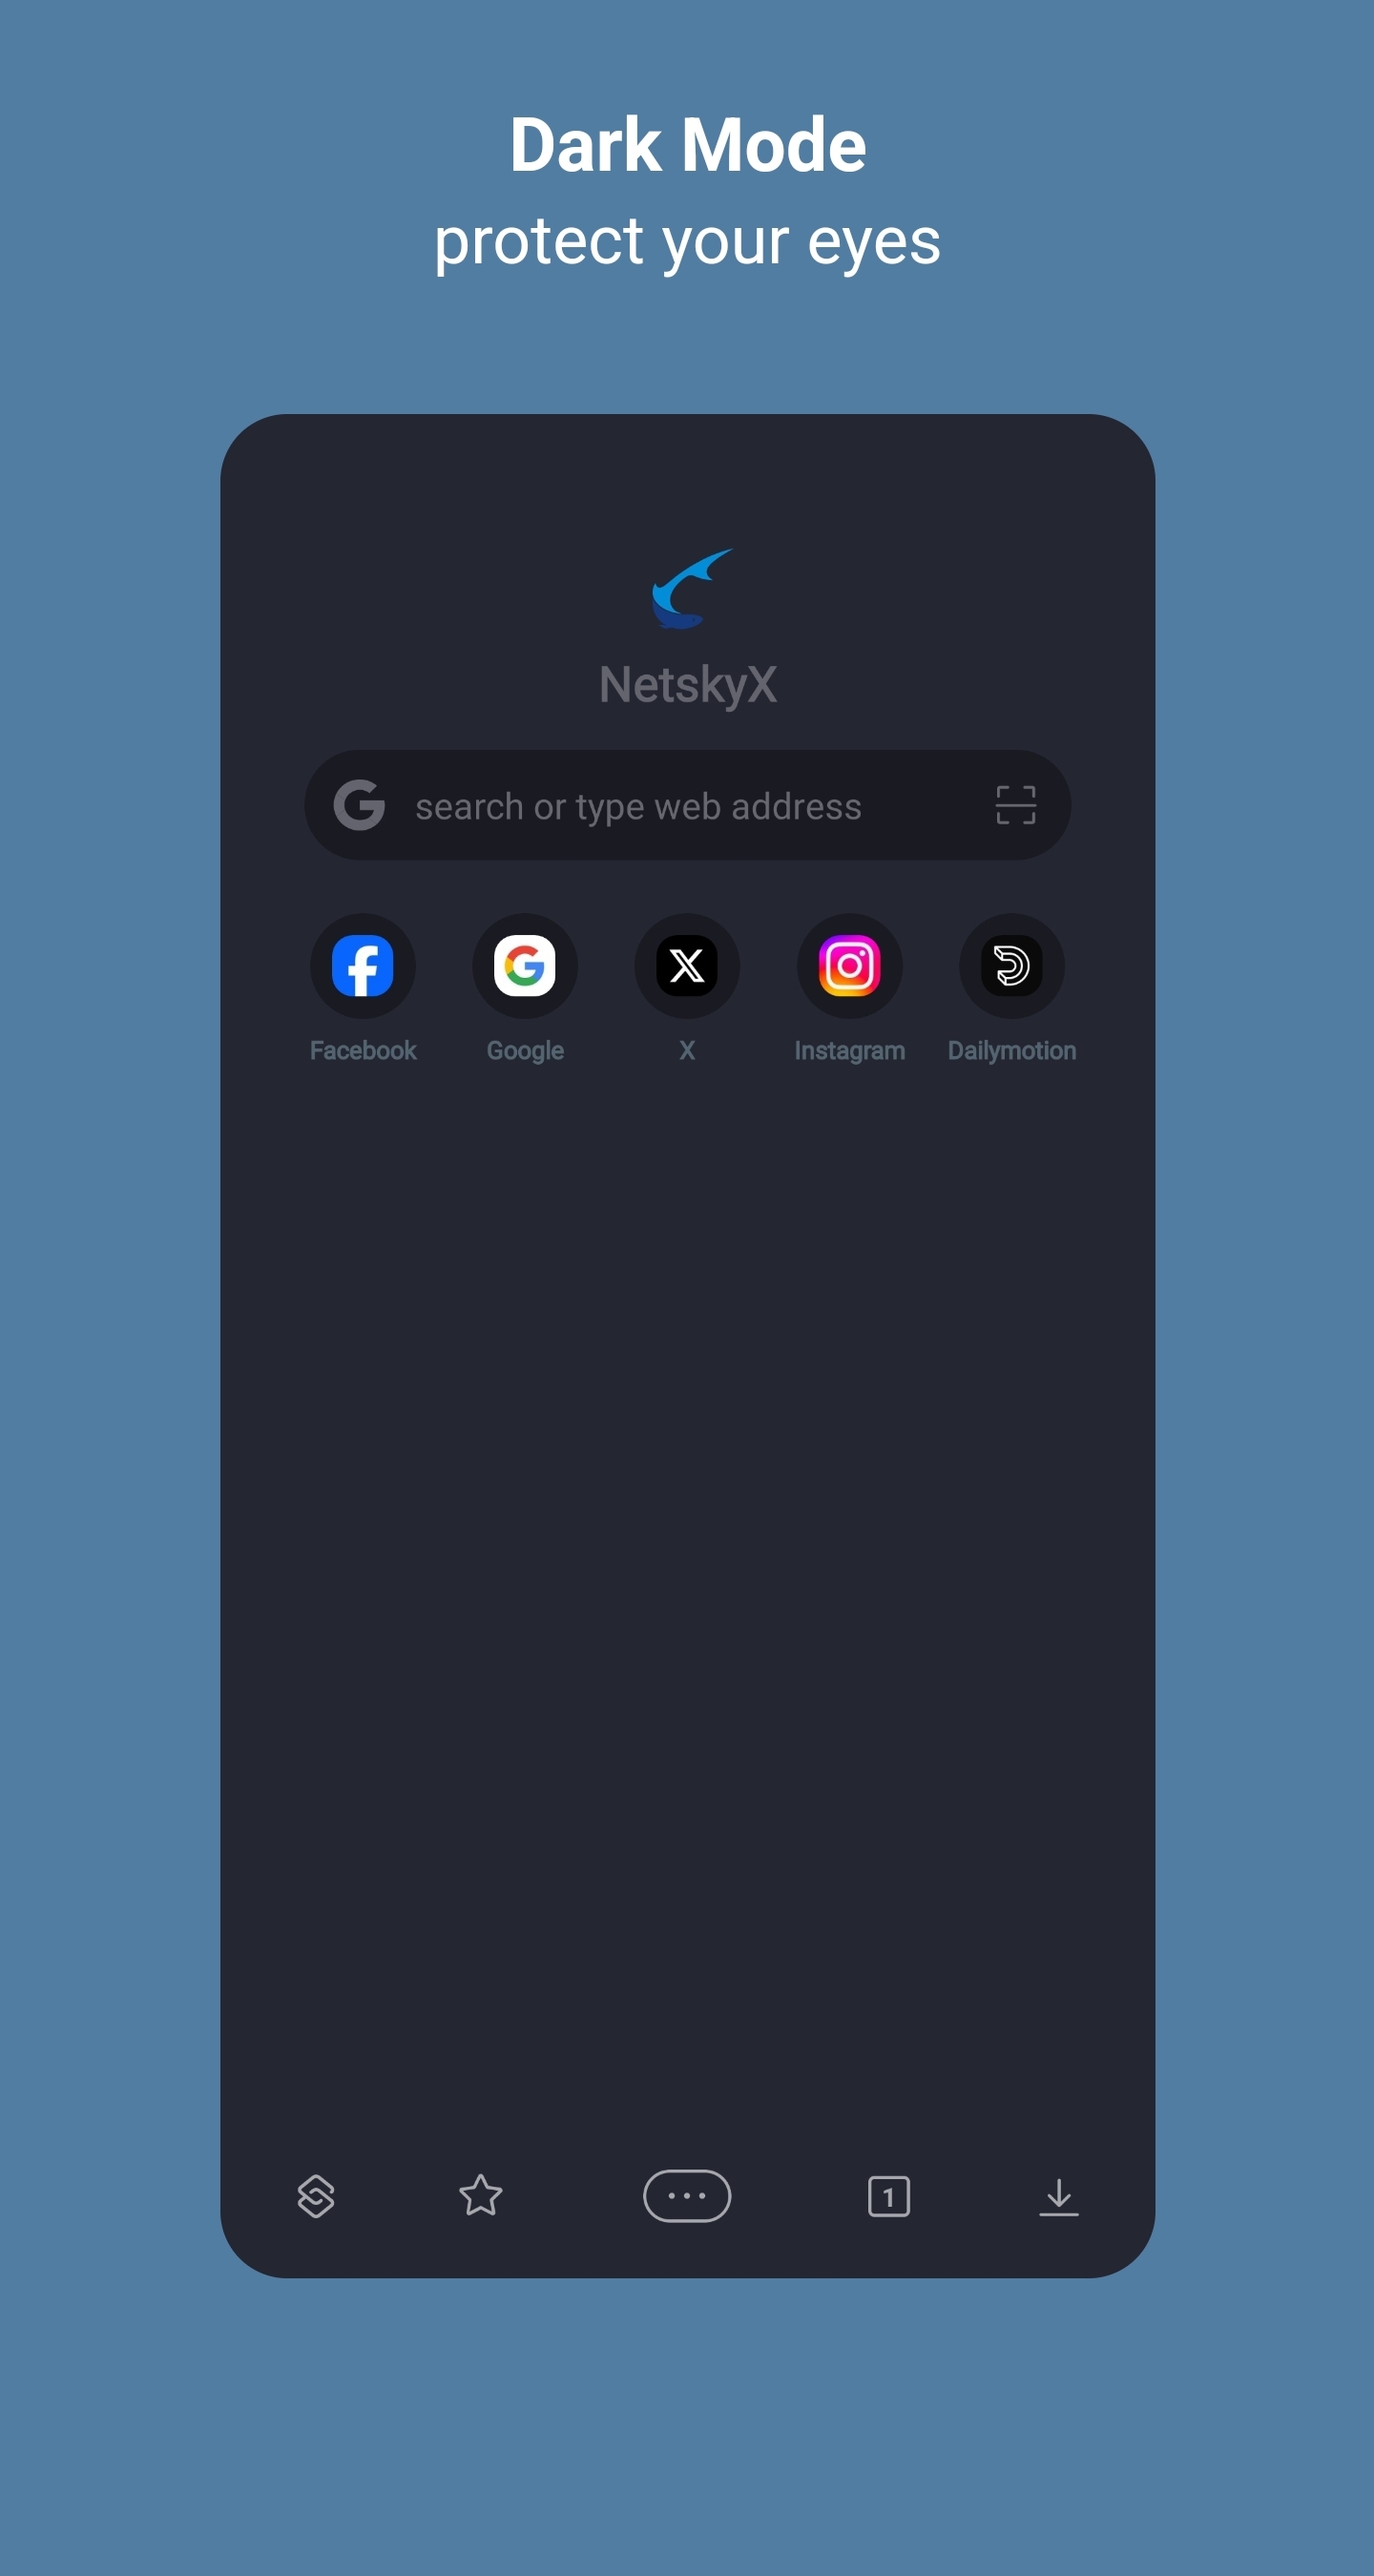 Dark Mode
protect your eyes
NetskyX
search or type web address
Facebook
Google
X
Instagram
Dailymotion
1